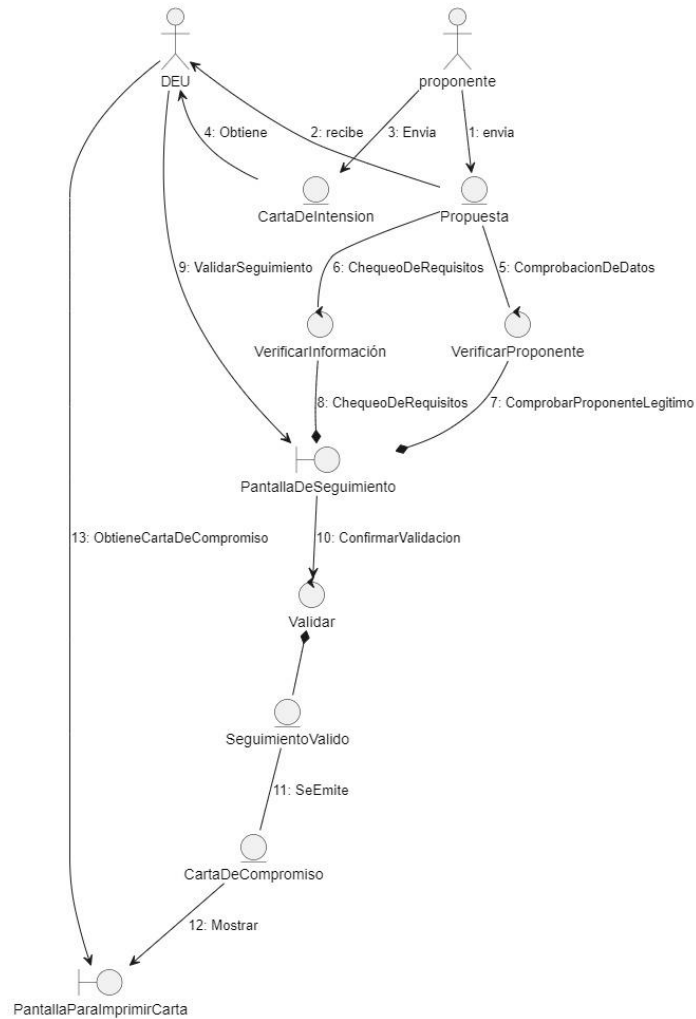 DEU
proponente
4: Obtiene
2: recibe
3: Envia
1: envia
CartaDeIntension
Propuesta
9: ValidarSeguimiento
6: ChequeoDeRequisitos
5: ComprobacionDeDatos
VerificarInformación
VerificarProponente
8: ChequeoDeRequisitos
7: ComprobarProponenteLegitimo
PantallaDeSeguimiento
13: ObtieneCartaDeCompromiso
10: ConfirmarValidacion
Validar
SeguimientoValido
11: SeEmite
CartaDeCompromiso
12: Mostrar
PantallaParaImprimirCarta